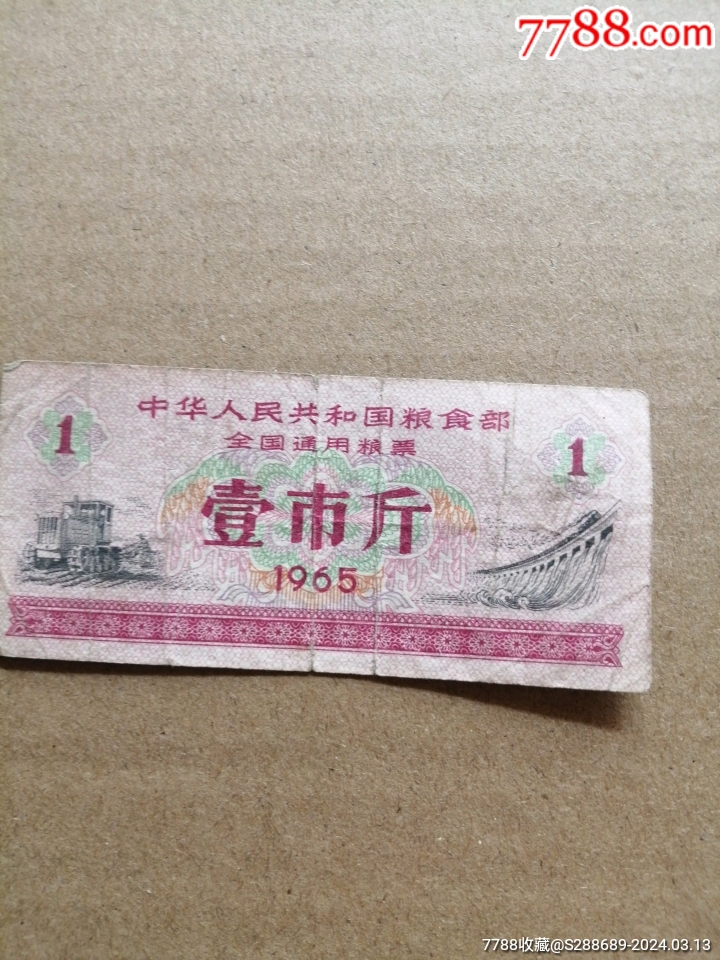 7788.com
中华人民共和国粮食部
全国通用粮票
1
1
壹市斤
1965
7788收藏@S288689-2024.03.13